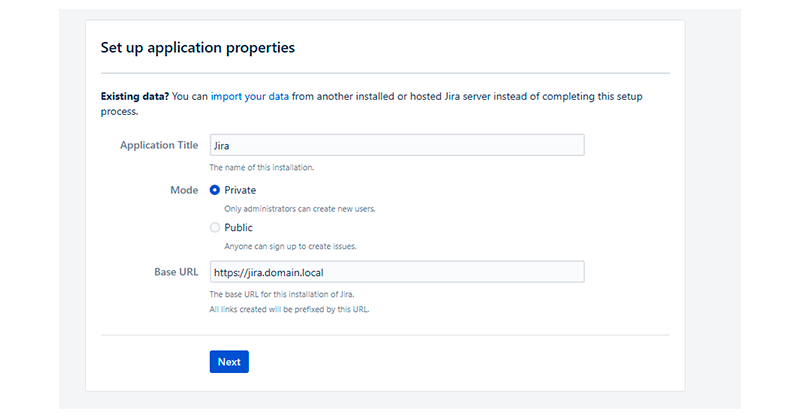 Set up application properties
Existing data? You can import your data from another installed or hosted Jira server instead of completing this setup
process.
Application Title Jira
The name of this installation.
Mode Private
Only administrators can create new users.
Public
Anyone can sign up to create issues.
Base URL https://jira.domain.local
The base URL for this installation of Jira.
All links created will be prefixed by this URL.
Next